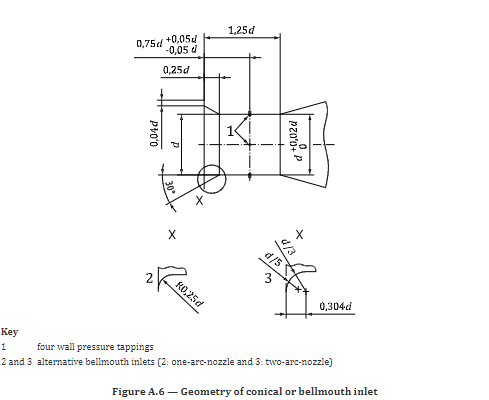 1,25d
0,75d +0,05d
-0,05 d
0,25d
0,04d
d
1
d +0,02d
0
30°
X
X
X
2
R0,25d
3
d/3
d/5
0,304d
Key
1 four wall pressure tappings
2 and 3 alternative bellmouth inlets (2: one-arc-nozzle and 3: two-arc-nozzle)
Figure A.6 — Geometry of conical or bellmouth inlet